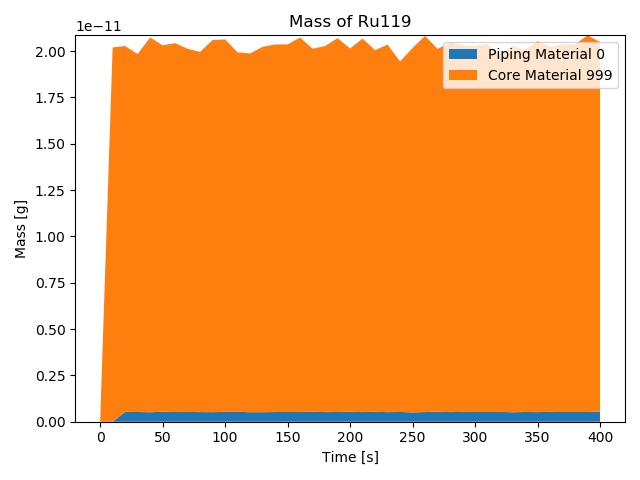 Mass of Ru119
1e−11
2.00
1.75
1.50
1.25
1.00
0.75
0.50
0.25
0.00
Mass [g]
Piping Material 0
Core Material 999
0 50 100 150 200 250 300 350 400
Time [s]